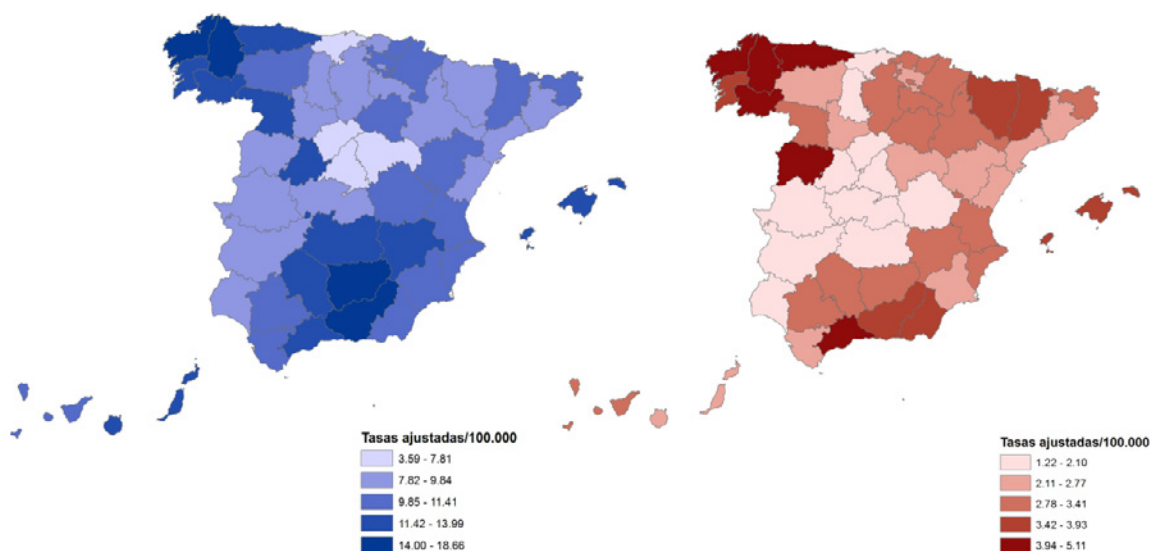 Tasas ajustadas/100.000
3.59 - 7.81
7.82 - 9.84
9.85 - 11.41
11.42 - 13.99
14.00 - 18.66
Tasas ajustadas/100.000
1.22 - 2.10
2.11 - 2.77
2.78 - 3.41
3.42 - 3.93
3.94 - 5.11